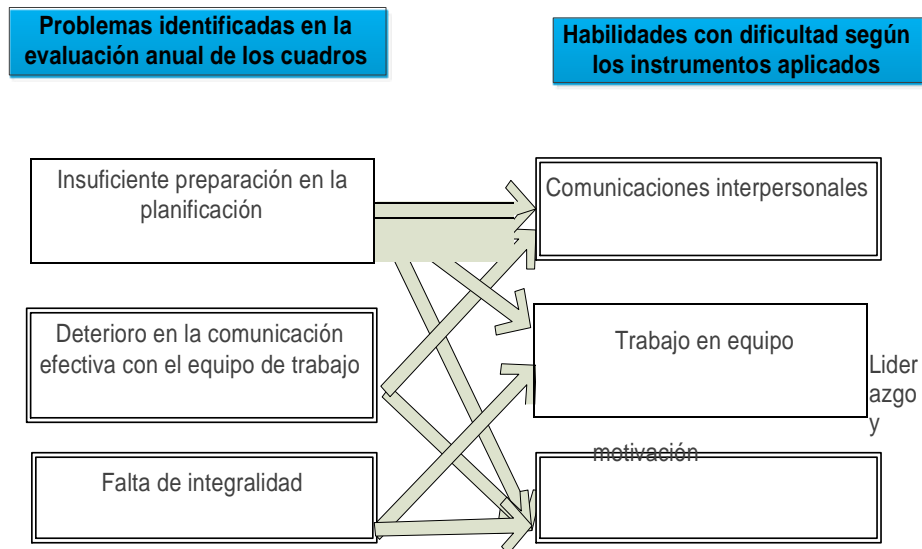 Problemas identificadas en la
evaluación anual de los cuadros
Habilidades con dificultad según
los instrumentos aplicados
Insuficiente preparación en la
planificación
Comunicaciones interpersonales
Deterioro en la comunicación
efectiva con el equipo de trabajo
Trabajo en equipo
Lider
azgo
y
motivación
Falta de integralidad